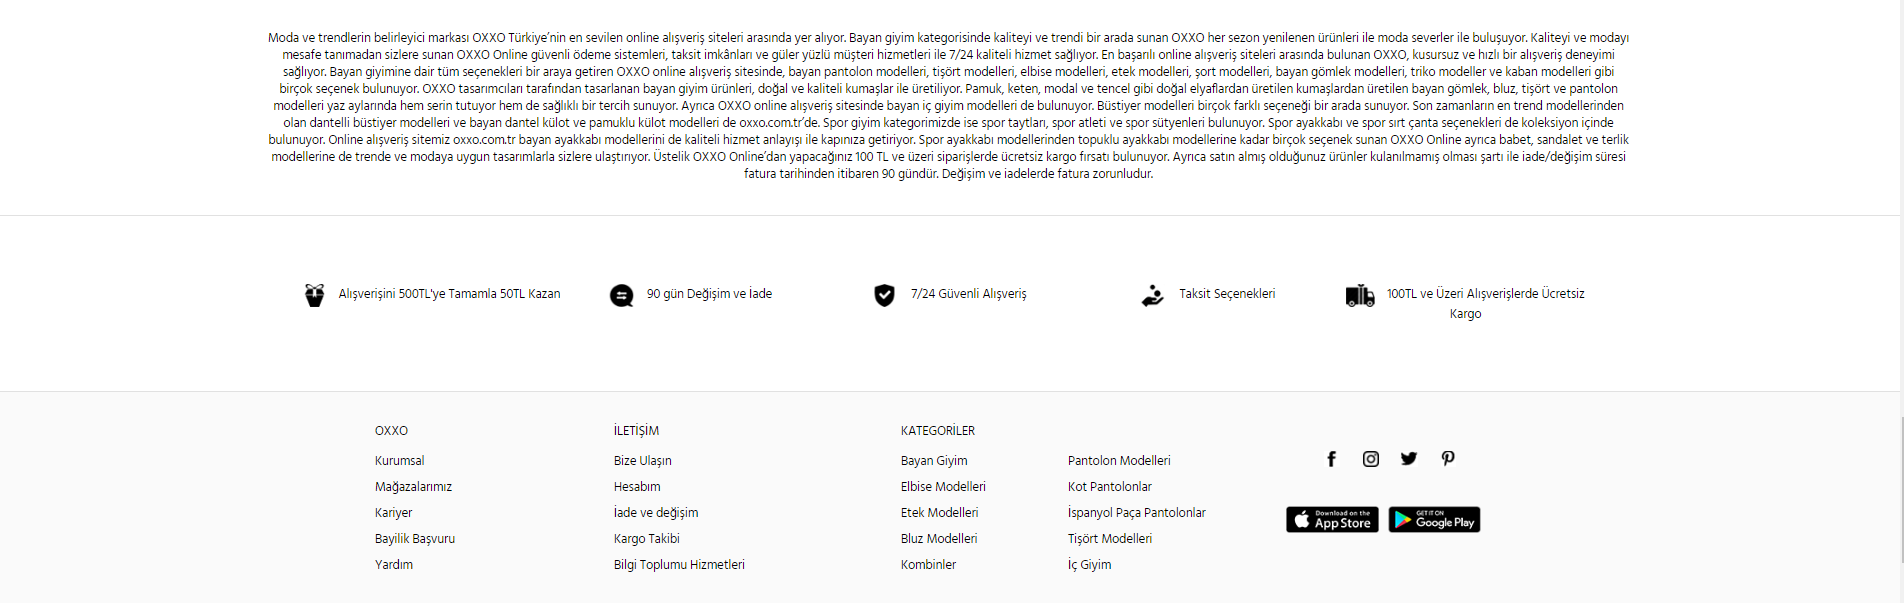 Moda ve trendlerin belirleyici markası OXXO Türkiye’nin en sevilen online alışveriş siteleri arasında yer alıyor. Bayan giyim kategorisinde kaliteyi ve trendi bir arada sunan OXXO her sezon yenilenen ürünleri ile moda severler ile buluşuyor. Kaliteyi ve modayı
mesafe tanımadan sizlere sunan OXXO Online güvenli ödeme sistemleri, taksit imkânları ve güler yüzlü müşteri hizmetleri ile 7/24 kaliteli hizmet sağlıyor. En başarılı online alışveriş siteleri arasında bulunan OXXO, kusursuz ve hızlı bir alışveriş deneyimi
sağlıyor. Bayan giyimine dair tüm seçenekleri bir araya getiren OXXO online alışveriş sitesinde, bayan pantolon modelleri, tişört modelleri, elbise modelleri, etek modelleri, şort modelleri, bayan gömlek modelleri, triko modeller ve kaban modelleri gibi
birçok seçenek bulunuyor. OXXO tasarımcıları tarafından tasarlanan bayan giyim ürünleri, doğal ve kaliteli kumaşlar ile üretiliyor. Pamuk, keten, modal ve tencel gibi doğal elyaflardan üretilen kumaşlardan üretilen bayan gömlek, bluz, tişört ve pantolon
modelleri yaz aylarında hem serin tutuyor hem de sağlıklı bir tercih sunuyor. Ayrıca OXXO online alışveriş sitesinde bayan iç giyim modelleri de bulunuyor. Büstiyer modelleri birçok farklı seçeneği bir arada sunuyor. Son zamanların en trend modellerinden
olan dantelli büstiyer modelleri ve bayan dantel külot ve pamuklu külot modelleri de oxxo.com.tr’de. Spor giyim kategorimizde ise spor taytları, spor atleti ve spor sütyenleri bulunuyor. Spor ayakkabı ve spor sırt çanta seçenekleri de koleksiyon içinde
bulunuyor. Online alışveriş sitemiz oxxo.com.tr bayan ayakkabı modellerini de kaliteli hizmet anlayışı ile kapınıza getiriyor. Spor ayakkabı modellerinden topuklu ayakkabı modellerine kadar birçok seçenek sunan OXXO Online ayrıca babet, sandalet ve terlik
modellerine de trende ve modaya uygun tasarımlarla sizlere ulaştırıyor. Üstelik OXXO Online’dan yapacağınız 100 TL ve üzeri siparişlerde ücretsiz kargo fırsatı bulunuyor. Ayrıca satın almış olduğunuz ürünler kulanılmamış olması şartı ile iade/değişim süresi
fatura tarihinden itibaren 90 gündür. Değişim ve iadelerde fatura zorunludur.
Alışverişini 500TL'ye Tamamla 50TL Kazan
90 gün Değişim ve İade
7/24 Güvenli Alışveriş
Taksit Seçenekleri
100TL ve Üzeri Alışverişlerde Ücretsiz
Kargo
OXXO
Kurumsal
Mağazalarımız
Kariyer
Bayilik Başvuru
Yardım
İLETİŞİM
Bize Ulaşın
Hesabım
İade ve değişim
Kargo Takibi
Bilgi Toplumu Hizmetleri
KATEGORİLER
Bayan Giyim
Elbise Modelleri
Etek Modelleri
Bluz Modelleri
Kombinler
Pantolon Modelleri
Kot Pantolonlar
İspanyol Paça Pantolonlar
Tişört Modelleri
İç Giyim
Download on the
App Store
GET IT ON
Google Play